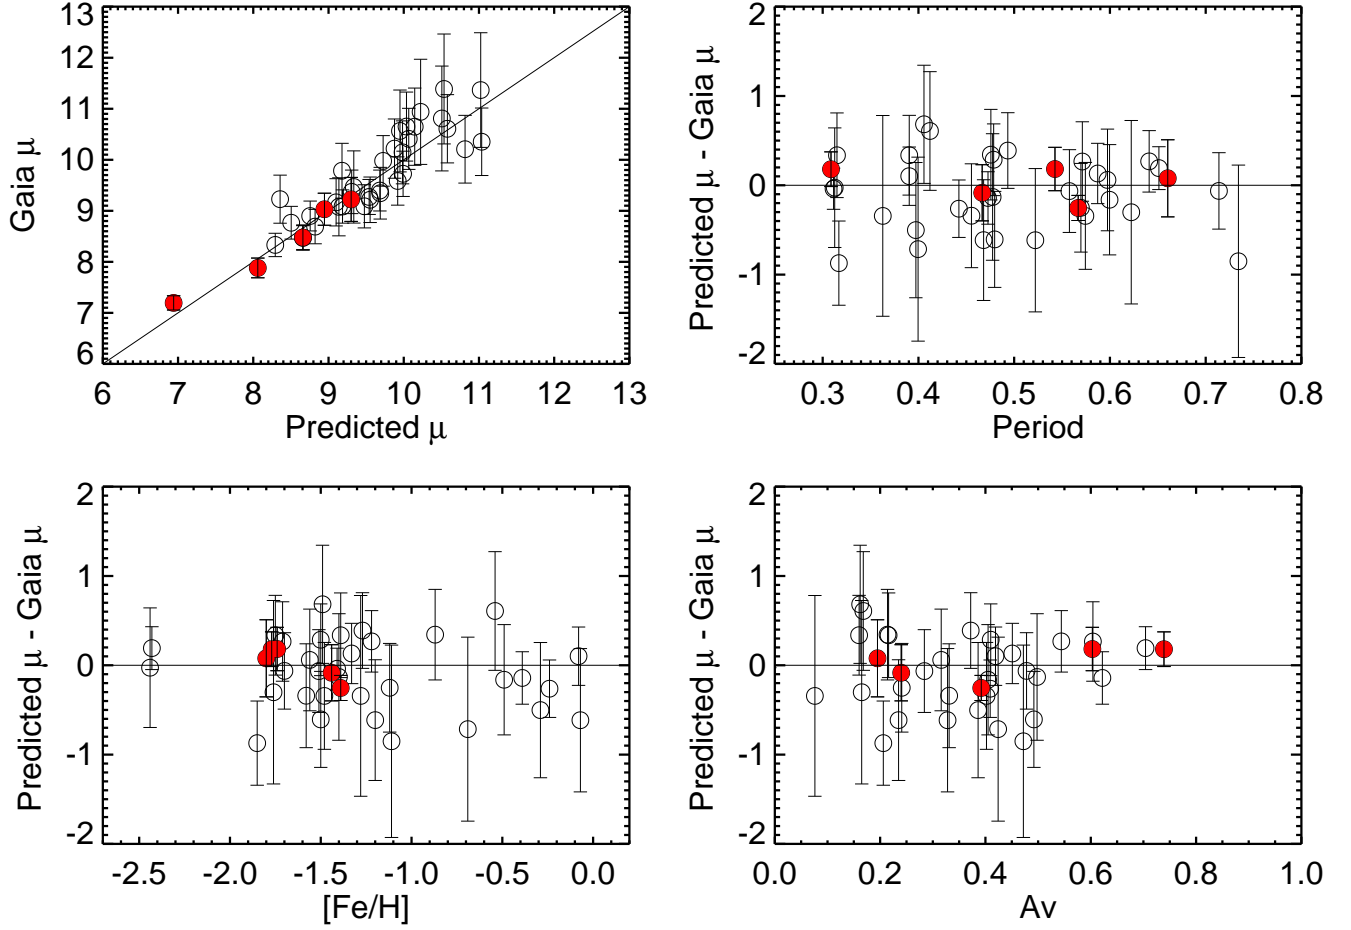 13
12
11
10
9
8
7
6
Gaia μ
6 7 8 9 10 11 12 13
Predicted μ
2
1
0
-1
-2
Predicted μ - Gaia μ
0.3 0.4 0.5 0.6 0.7 0.8
Period
2
1
0
-1
-2
Predicted μ - Gaia μ
-2.5 -2.0 -1.5 -1.0 -0.5 0.0
[Fe/H]
2
1
0
-1
-2
Predicted μ - Gaia μ
0.0 0.2 0.4 0.6 0.8 1.0
Av